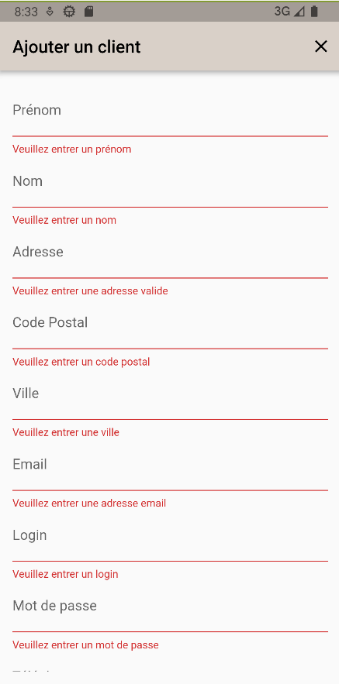 8:33 3G
Ajouter un client
Prénom
Veuillez entrer un prénom
Nom
Veuillez entrer un nom
Adresse
Veuillez entrer une adresse valide
Code Postal
Veuillez entrer un code postal
Ville
Veuillez entrer une ville
Email
Veuillez entrer une adresse email
Login
Veuillez entrer un login
Mot de passe
Veuillez entrer un mot de passe